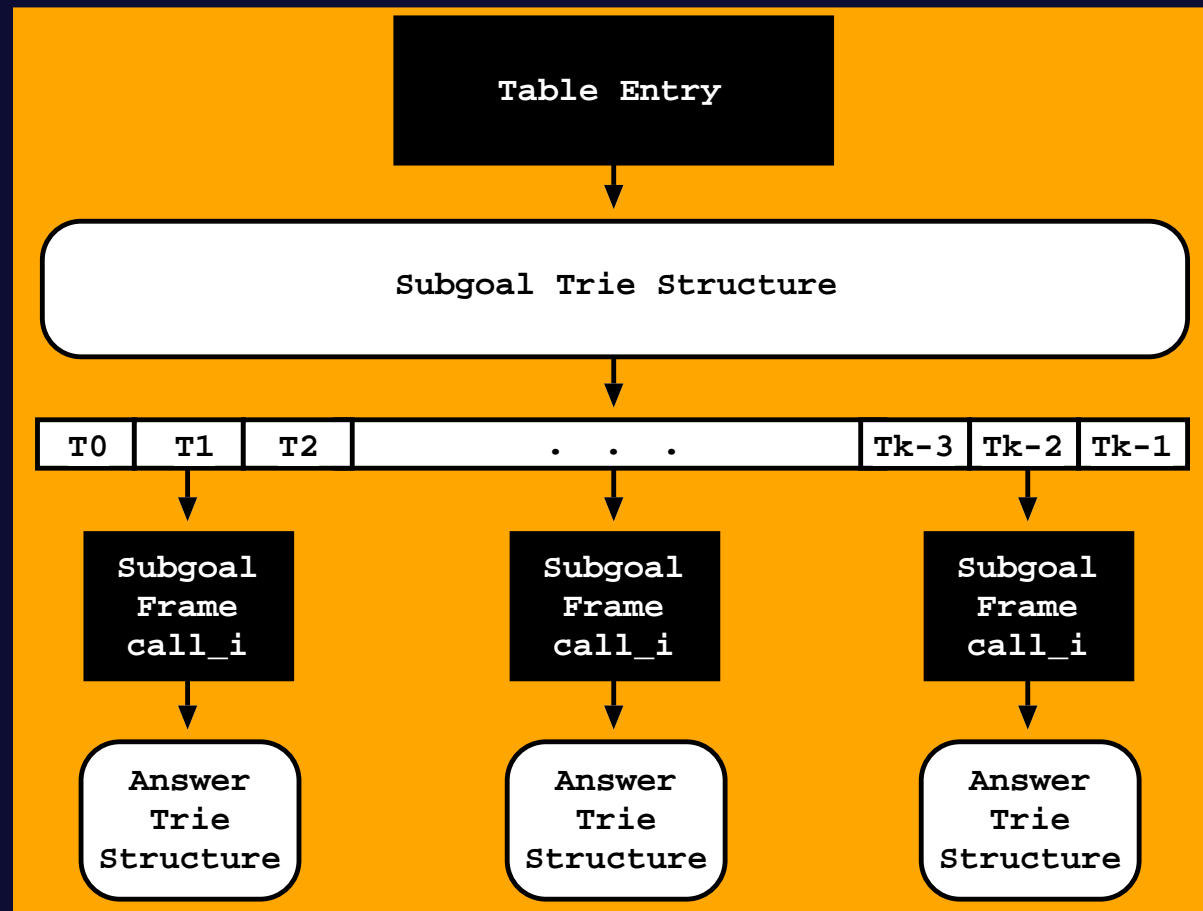 Table Entry
Subgoal Trie Structure
T0 T1 T2 . . . Tk-3 Tk-2 Tk-1
Subgoal
Frame
call_i
Subgoal
Frame
call_i
Subgoal
Frame
call_i
Answer
Trie
Structure
Answer
Trie
Structure
Answer
Trie
Structure